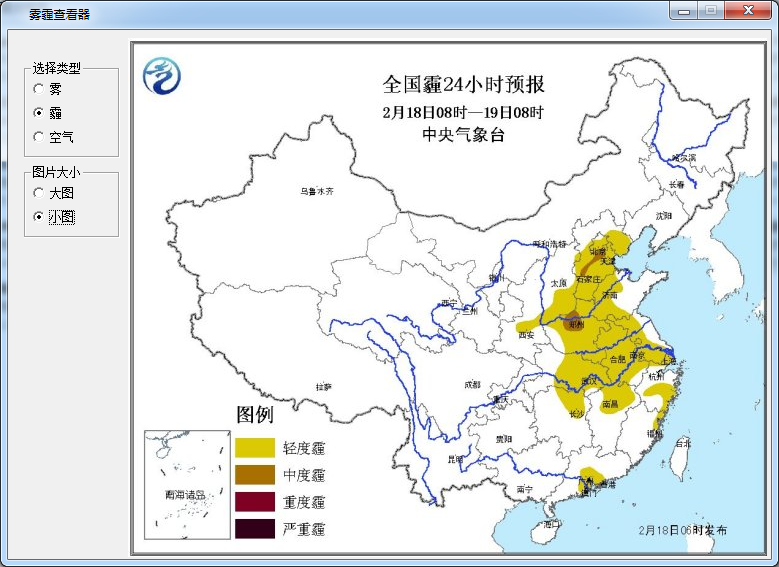 雾霾查看器
选择类型
雾
霾
空气
图片大小
大图
小图
全国霾24小时预报
2月18日08时—19日08时
中央气象台
哈尔滨
长春
乌鲁木齐
沈阳
呼和浩特
北京
天津
银川
石家庄
太原
济南
西宁
兰州
郑州
西安
南京
合肥
上海
拉萨
成都
武汉
杭州
重庆
南昌
长沙
贵阳
福州
台北
昆明
广州
香港
澳门
南宁
海口
图例
轻度霾
中度霾
重度霾
严重霾
南海诸岛
2月18日06时发布